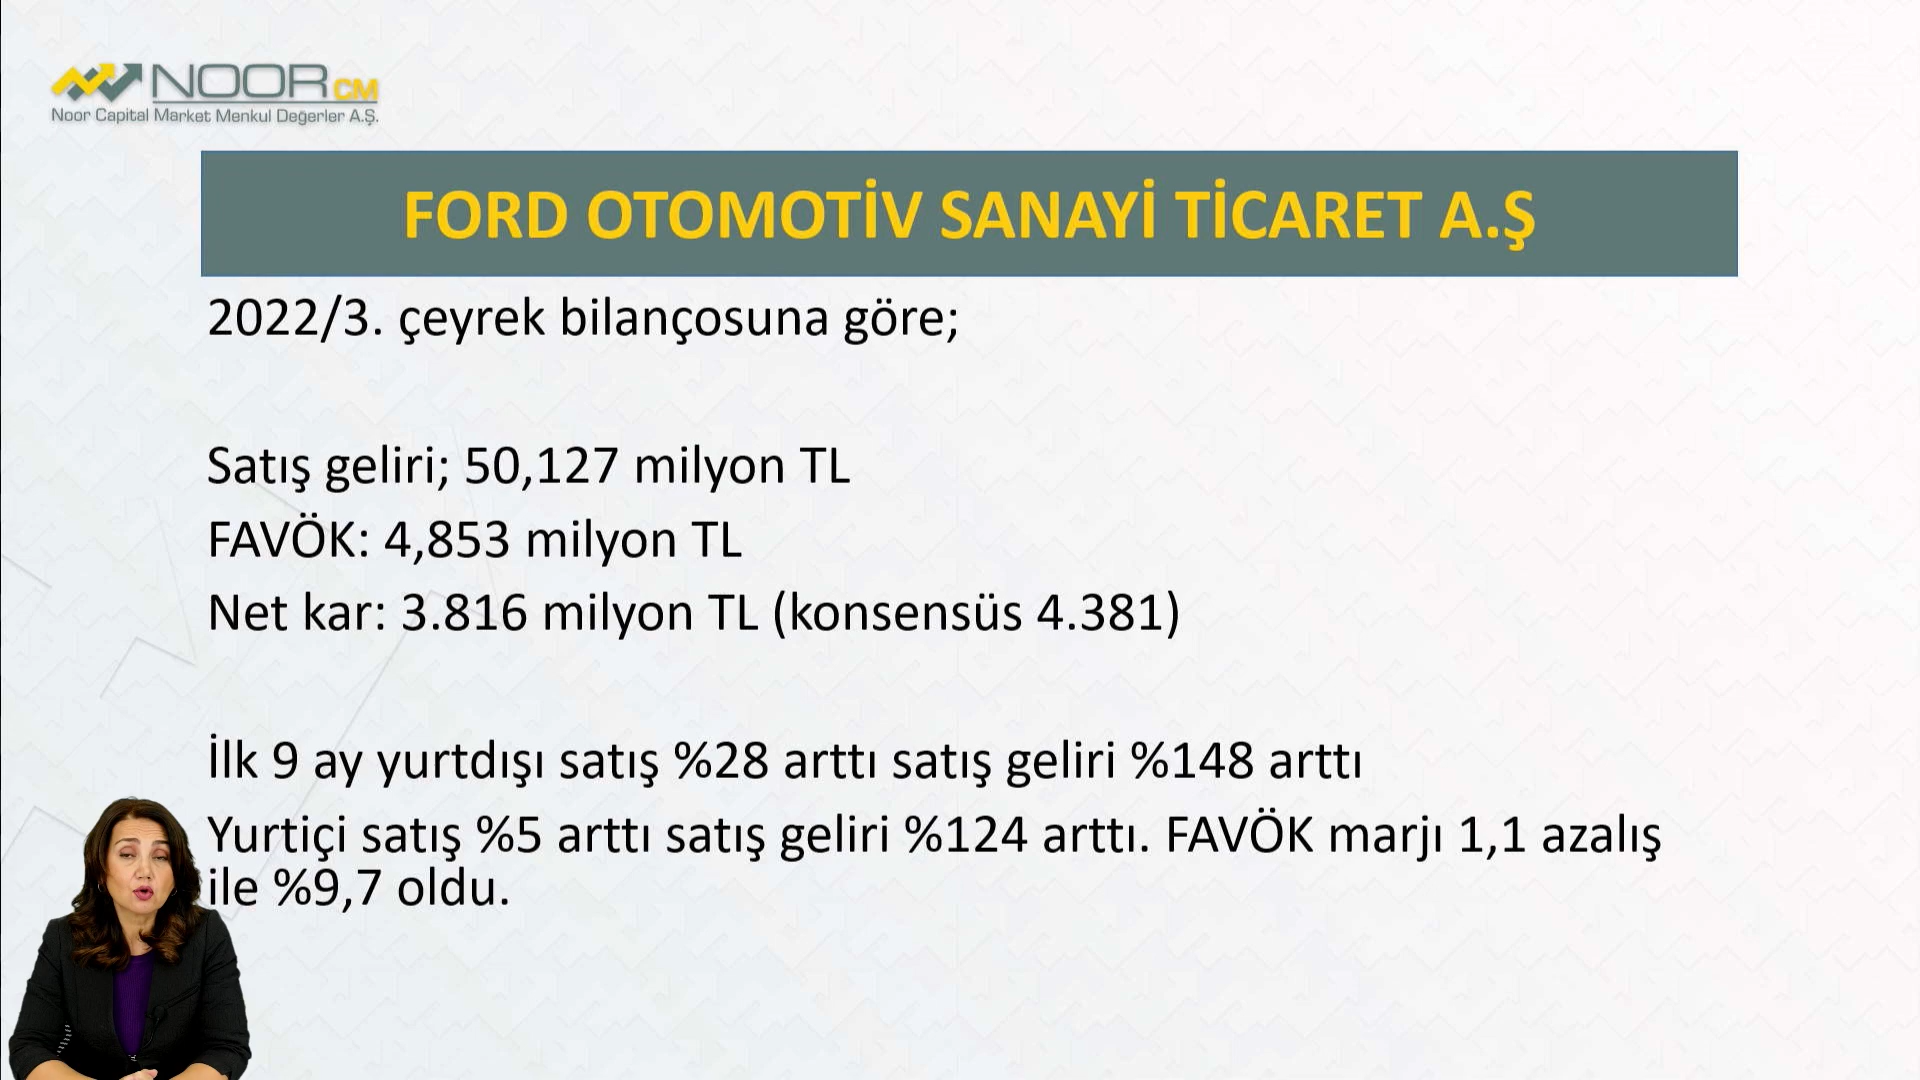 NOOR CM
Noor Capital Market Menkul Değerler A.Ş.
FORD OTOMOTİV SANAYİ TİCARET A.Ş
2022/3. çeyrek bilançosuna göre;
Satış geliri; 50,127 milyon TL
FAVÖK: 4,853 milyon TL
Net kar: 3.816 milyon TL (konsensüs 4.381)
İlk 9 ay yurtdışı satış %28 arttı satış geliri %148 arttı
Yurtiçi satış %5 arttı satış geliri %124 arttı. FAVÖK marjı 1,1 azalış
ile %9,7 oldu.